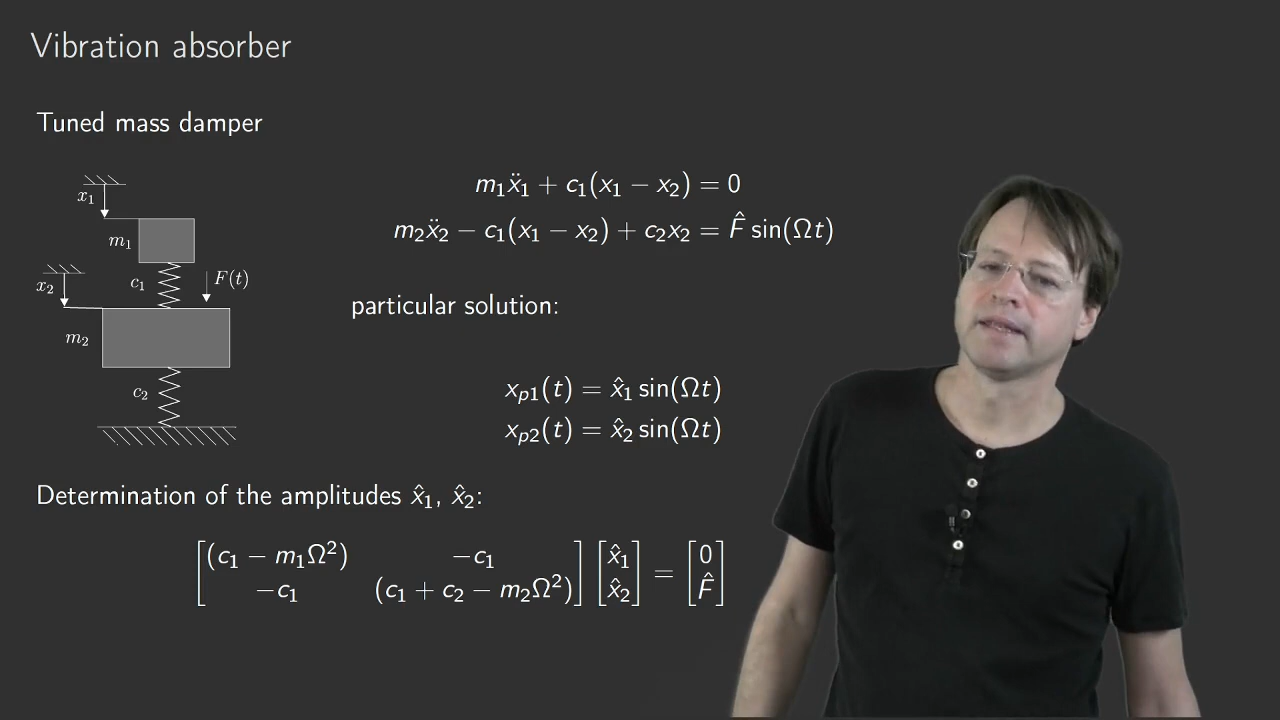 Vibration absorber
Tuned mass damper
x₁
m₁
c₁
F(t)
x₂
m₂
c₂
m₁ẍ₁ + c₁(x₁ − x₂) = 0
m₂ẍ₂ − c₁(x₁ − x₂) + c₂x₂ = F̂ sin(Ωt)
particular solution:
xₚ₁(t) = x̂₁ sin(Ωt)
xₚ₂(t) = x̂₂ sin(Ωt)
Determination of the amplitudes x̂₁, x̂₂:
[(c₁ − m₁Ω²) −c₁] [x̂₁] = [0]
[−c₁ (c₁ + c₂ − m₂Ω²)] [x̂₂] [F̂]